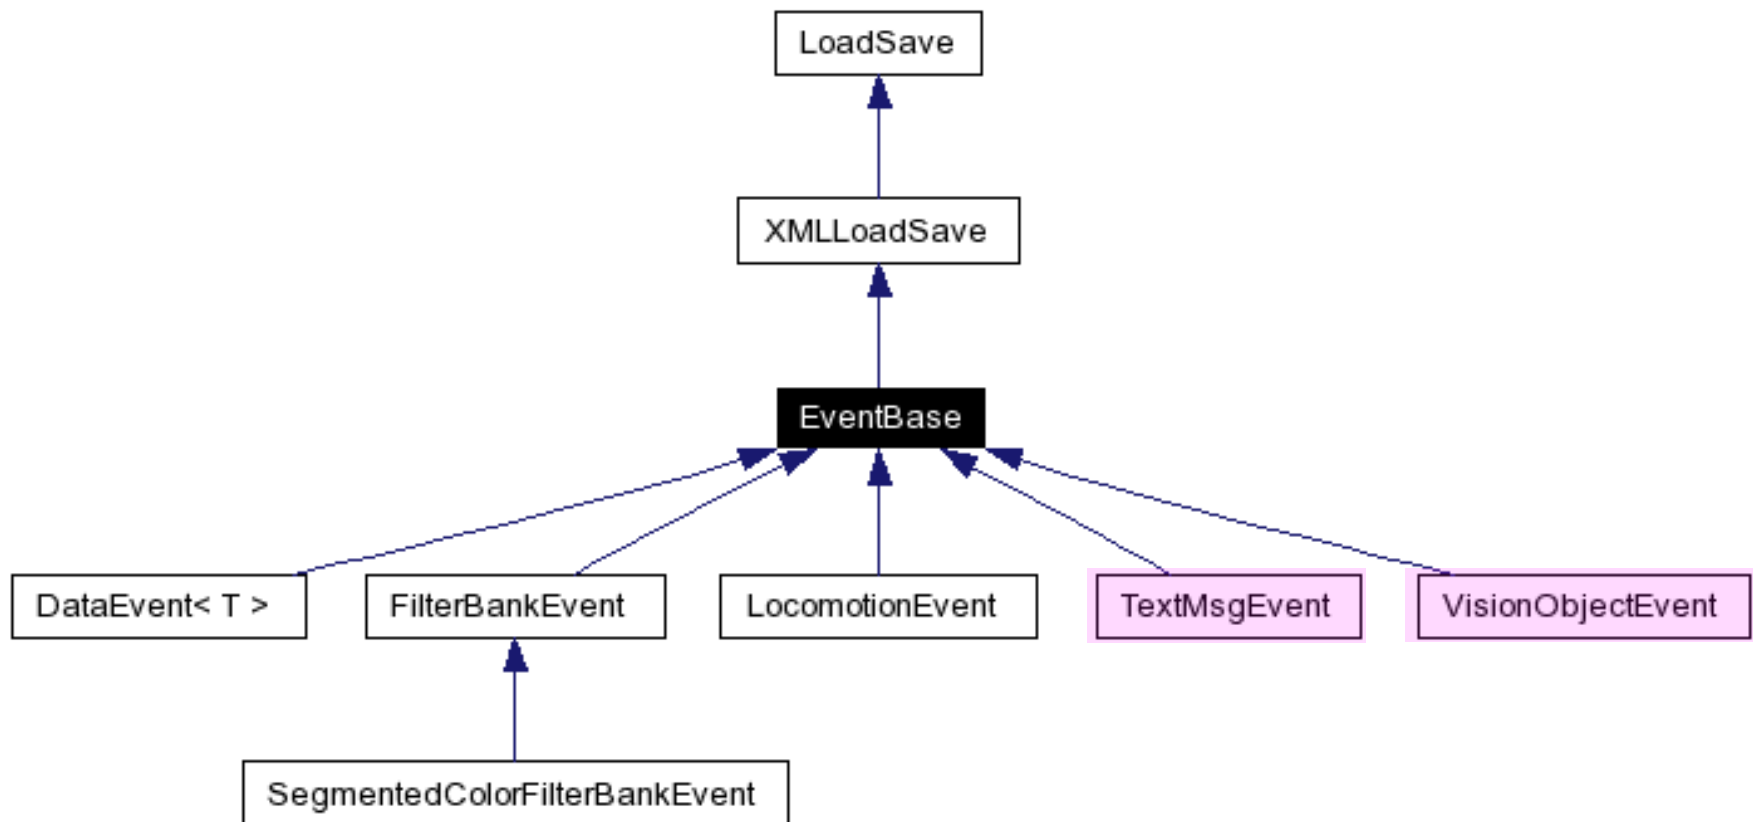 LoadSave
XMLLoadSave
EventBase
DataEvent< T >
FilterBankEvent
LocomotionEvent
TextMsgEvent
VisionObjectEvent
SegmentedColorFilterBankEvent